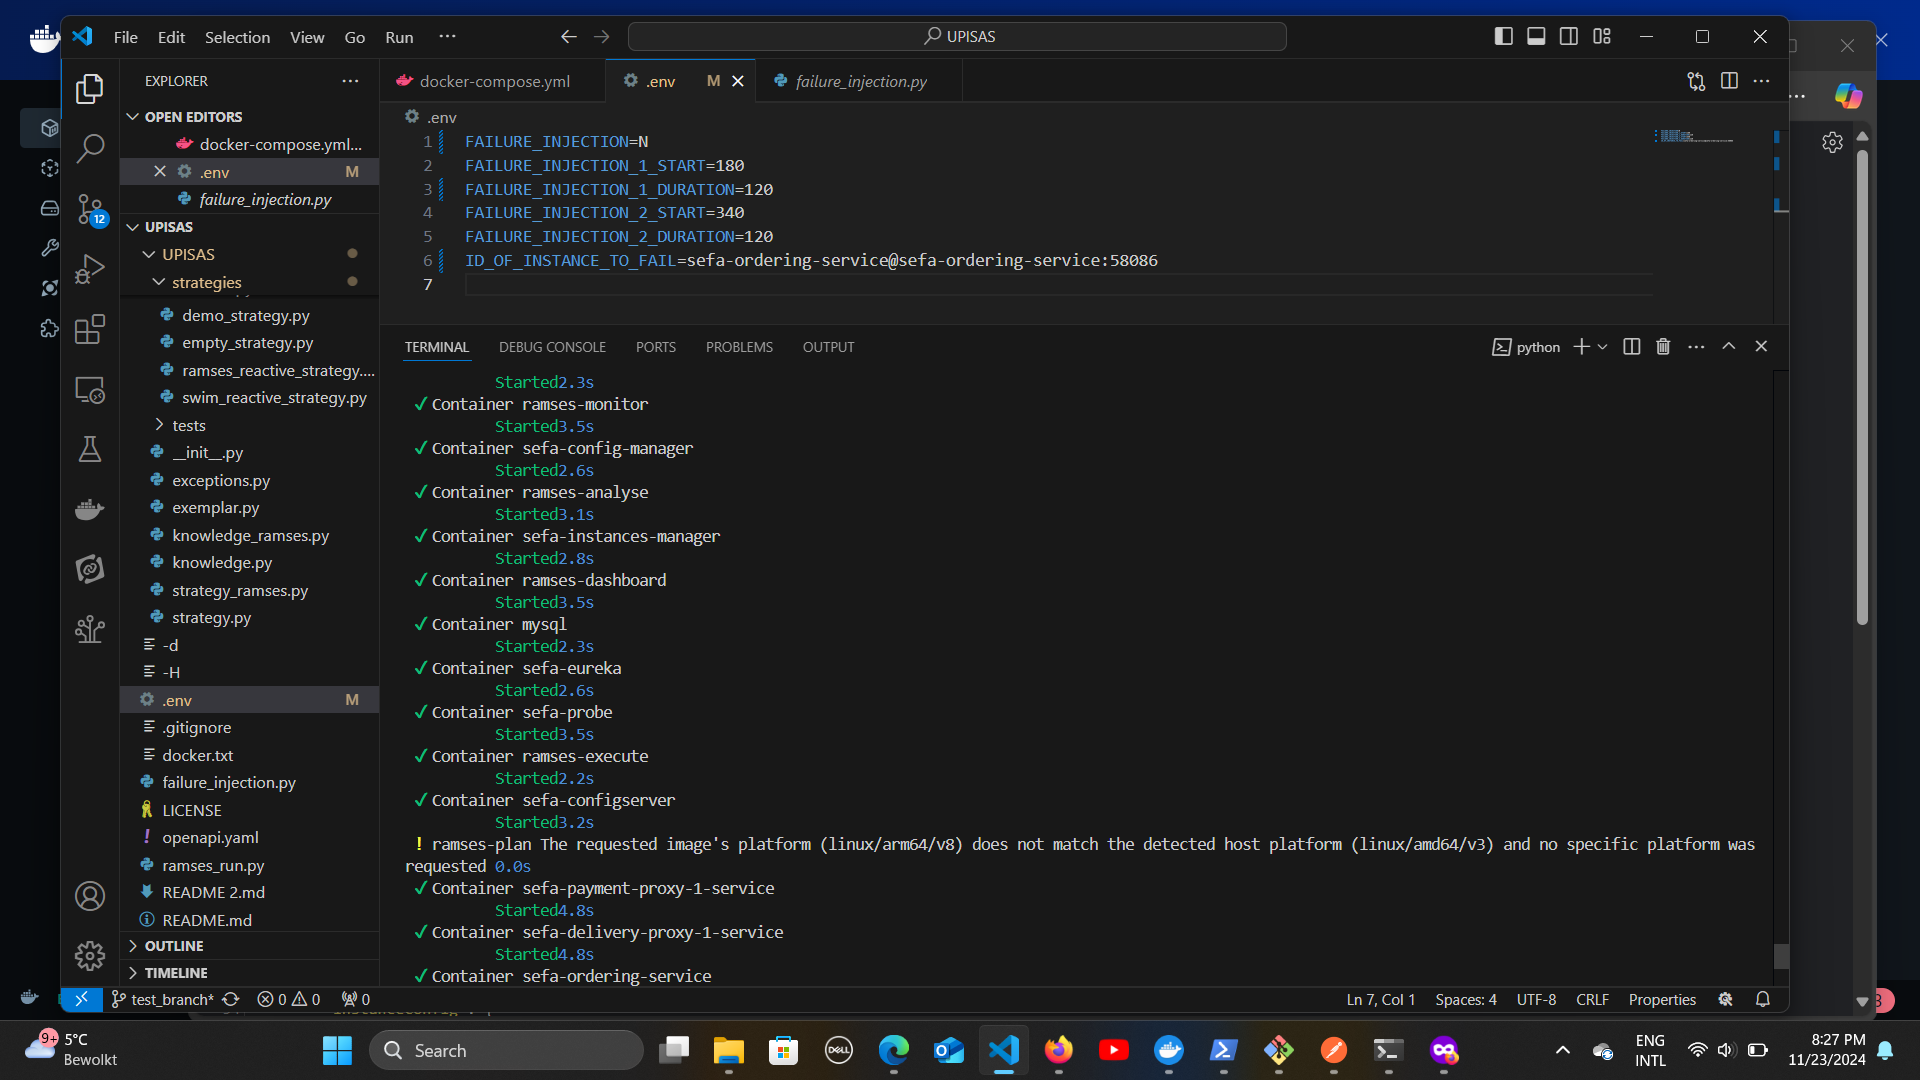 File Edit Selection View Go Run ···
UPISAS
EXPLORER
OPEN EDITORS
docker-compose.yml...
.env M
failure_injection.py
UPISAS
UPISAS
strategies
demo_strategy.py
empty_strategy.py
ramses_reactive_strategy....
swim_reactive_strategy.py
tests
__init__.py
exceptions.py
exemplar.py
knowledge_ramses.py
knowledge.py
strategy_ramses.py
strategy.py
-d
-H
.env M
.gitignore
docker.txt
failure_injection.py
LICENSE
openapi.yaml
ramses_run.py
README 2.md
README.md
OUTLINE
TIMELINE
12
docker-compose.yml
.env M
failure_injection.py
.env
1 FAILURE_INJECTION=N
2 FAILURE_INJECTION_1_START=180
3 FAILURE_INJECTION_1_DURATION=120
4 FAILURE_INJECTION_2_START=340
5 FAILURE_INJECTION_2_DURATION=120
6 ID_OF_INSTANCE_TO_FAIL=sefa-ordering-service@sefa-ordering-service:58086
7
TERMINAL DEBUG CONSOLE PORTS PROBLEMS OUTPUT
python
Started2.3s
✓ Container ramses-monitor
Started3.5s
✓ Container sefa-config-manager
Started2.6s
✓ Container ramses-analyse
Started3.1s
✓ Container sefa-instances-manager
Started2.8s
✓ Container ramses-dashboard
Started3.5s
✓ Container mysql
Started2.3s
✓ Container sefa-eureka
Started2.6s
✓ Container sefa-probe
Started3.5s
✓ Container ramses-execute
Started2.2s
✓ Container sefa-configserver
Started3.2s
! ramses-plan The requested image's platform (linux/arm64/v8) does not match the detected host platform (linux/amd64/v3) and no specific platform was
requested 0.0s
✓ Container sefa-payment-proxy-1-service
Started4.8s
✓ Container sefa-delivery-proxy-1-service
Started4.8s
✓ Container sefa-ordering-service
test_branch* 0 0 0
Ln 7, Col 1 Spaces: 4 UTF-8 CRLF Properties
9+
5°C
Bewolkt
Search
DELL
ENG
INTL
8:27 PM
11/23/2024